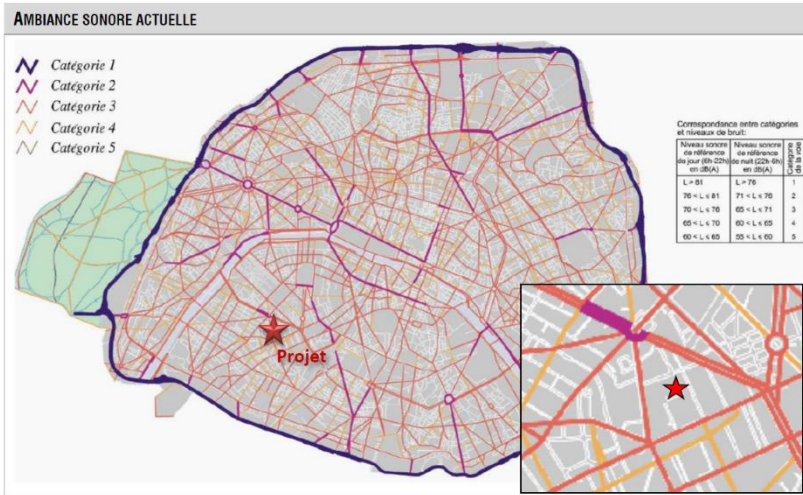 AMBIANCE SONORE ACTUELLE
Catégorie 1
Catégorie 2
Catégorie 3
Catégorie 4
Catégorie 5
Correspondance entre catégories
et niveaux de bruit:
Niveau sonore de référence de jour (6h-22h) en dB(A) | Niveau sonore de référence de nuit (22h-6h) en dB(A) | Catégorie de la voie
L > 81 | L > 76 | 1
76 < L ≤ 81 | 71 < L ≤ 76 | 2
70 < L ≤ 76 | 65 < L ≤ 71 | 3
65 < L ≤ 70 | 60 < L ≤ 65 | 4
60 < L ≤ 65 | 55 < L ≤ 60 | 5
Projet